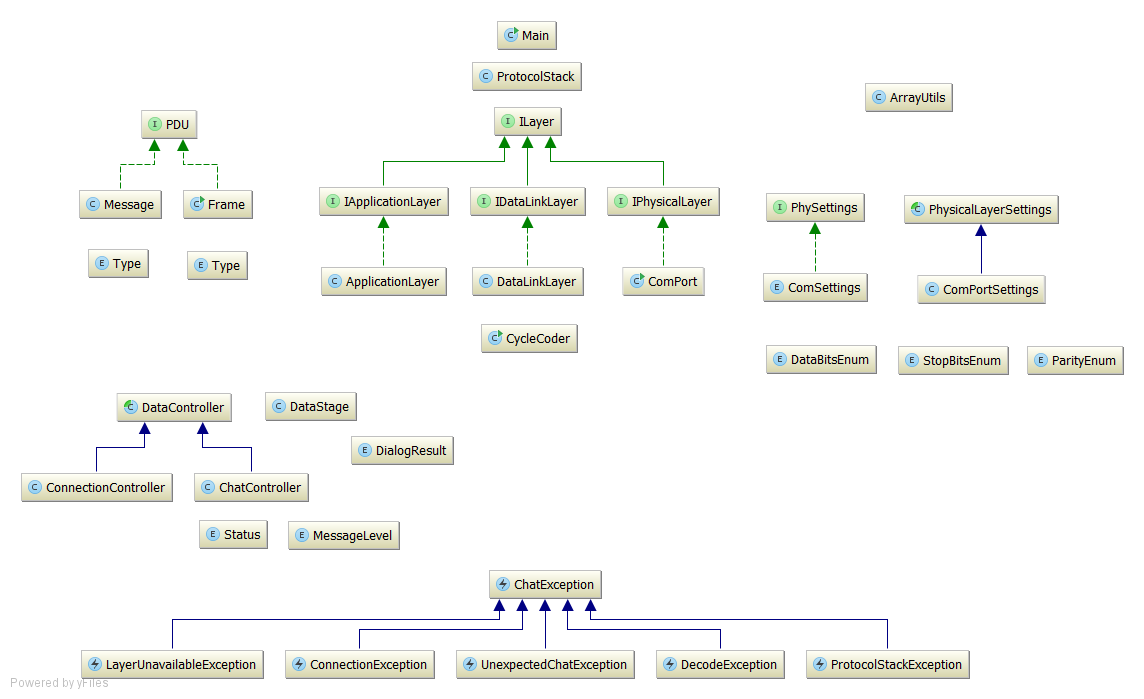 C Main
C ProtocolStack
C ArrayUtils
I PDU
I ILayer
C Message
C Frame
I IApplicationLayer
I IDataLinkLayer
I IPhysicalLayer
I PhySettings
C PhysicalLayerSettings
E Type
E Type
C ApplicationLayer
C DataLinkLayer
C ComPort
E ComSettings
C ComPortSettings
C CycleCoder
E DataBitsEnum
E StopBitsEnum
E ParityEnum
C DataController
C DataStage
E DialogResult
C ConnectionController
C ChatController
E Status
E MessageLevel
ChatException
LayerUnavailableException
ConnectionException
UnexpectedChatException
DecodeException
ProtocolStackException
Powered by yFiles